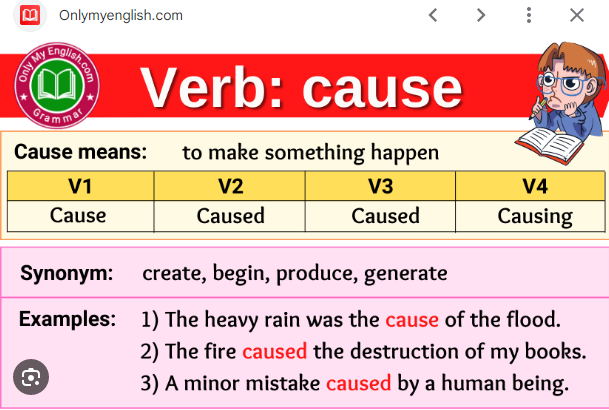 Onlymyenglish.com
Only My English.com
Grammar
Verb: cause
Cause means: to make something happen
V1 V2 V3 V4
Cause Caused Caused Causing
Synonym: create, begin, produce, generate
Examples: 1) The heavy rain was the cause of the flood.
2) The fire caused the destruction of my books.
3) A minor mistake caused by a human being.